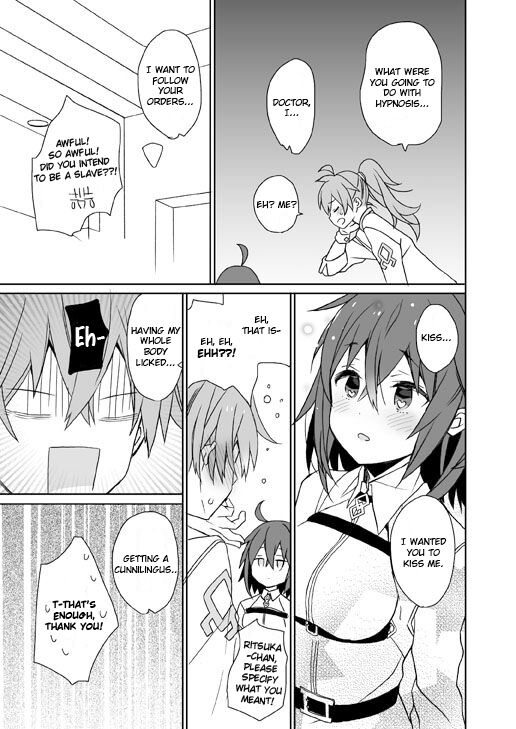 WHAT WERE
YOU GOING
TO DO
WITH
HYPNOSIS...
DOCTOR,
I...
EH? ME?
I WANT TO
FOLLOW
YOUR
ORDERS...
AWFUL!
SO AWFUL!
DID YOU INTEND
TO BE A SLAVE??!
KISS...
I WANTED
YOU TO
KISS ME.
EH,
THAT IS-
EH, EH,
EHH??!
RITSUKA
-CHAN,
PLEASE
SPECIFY
WHAT YOU
MEANT!
HAVING MY
WHOLE
BODY
LICKED...
Eh-
GETTING A
CUNNILINGUS...
T-THAT'S
ENOUGH,
THANK YOU!